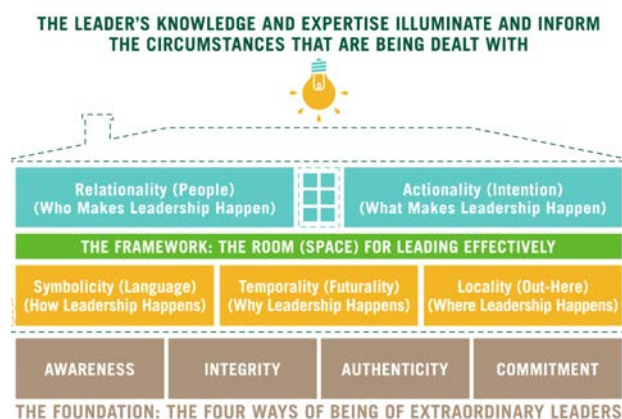 THE LEADER'S KNOWLEDGE AND EXPERTISE ILLUMINATE AND INFORM
THE CIRCUMSTANCES THAT ARE BEING DEALT WITH
Relationality (People)
(Who Makes Leadership Happen)
Actionality (Intention)
(What Makes Leadership Happen)
THE FRAMEWORK: THE ROOM (SPACE) FOR LEADING EFFECTIVELY
Symbolicity (Language)
(How Leadership Happens)
Temporality (Futurality)
(Why Leadership Happens)
Locality (Out-Here)
(Where Leadership Happens)
AWARENESS
INTEGRITY
AUTHENTICITY
COMMITMENT
THE FOUNDATION: THE FOUR WAYS OF BEING OF EXTRAORDINARY LEADERS